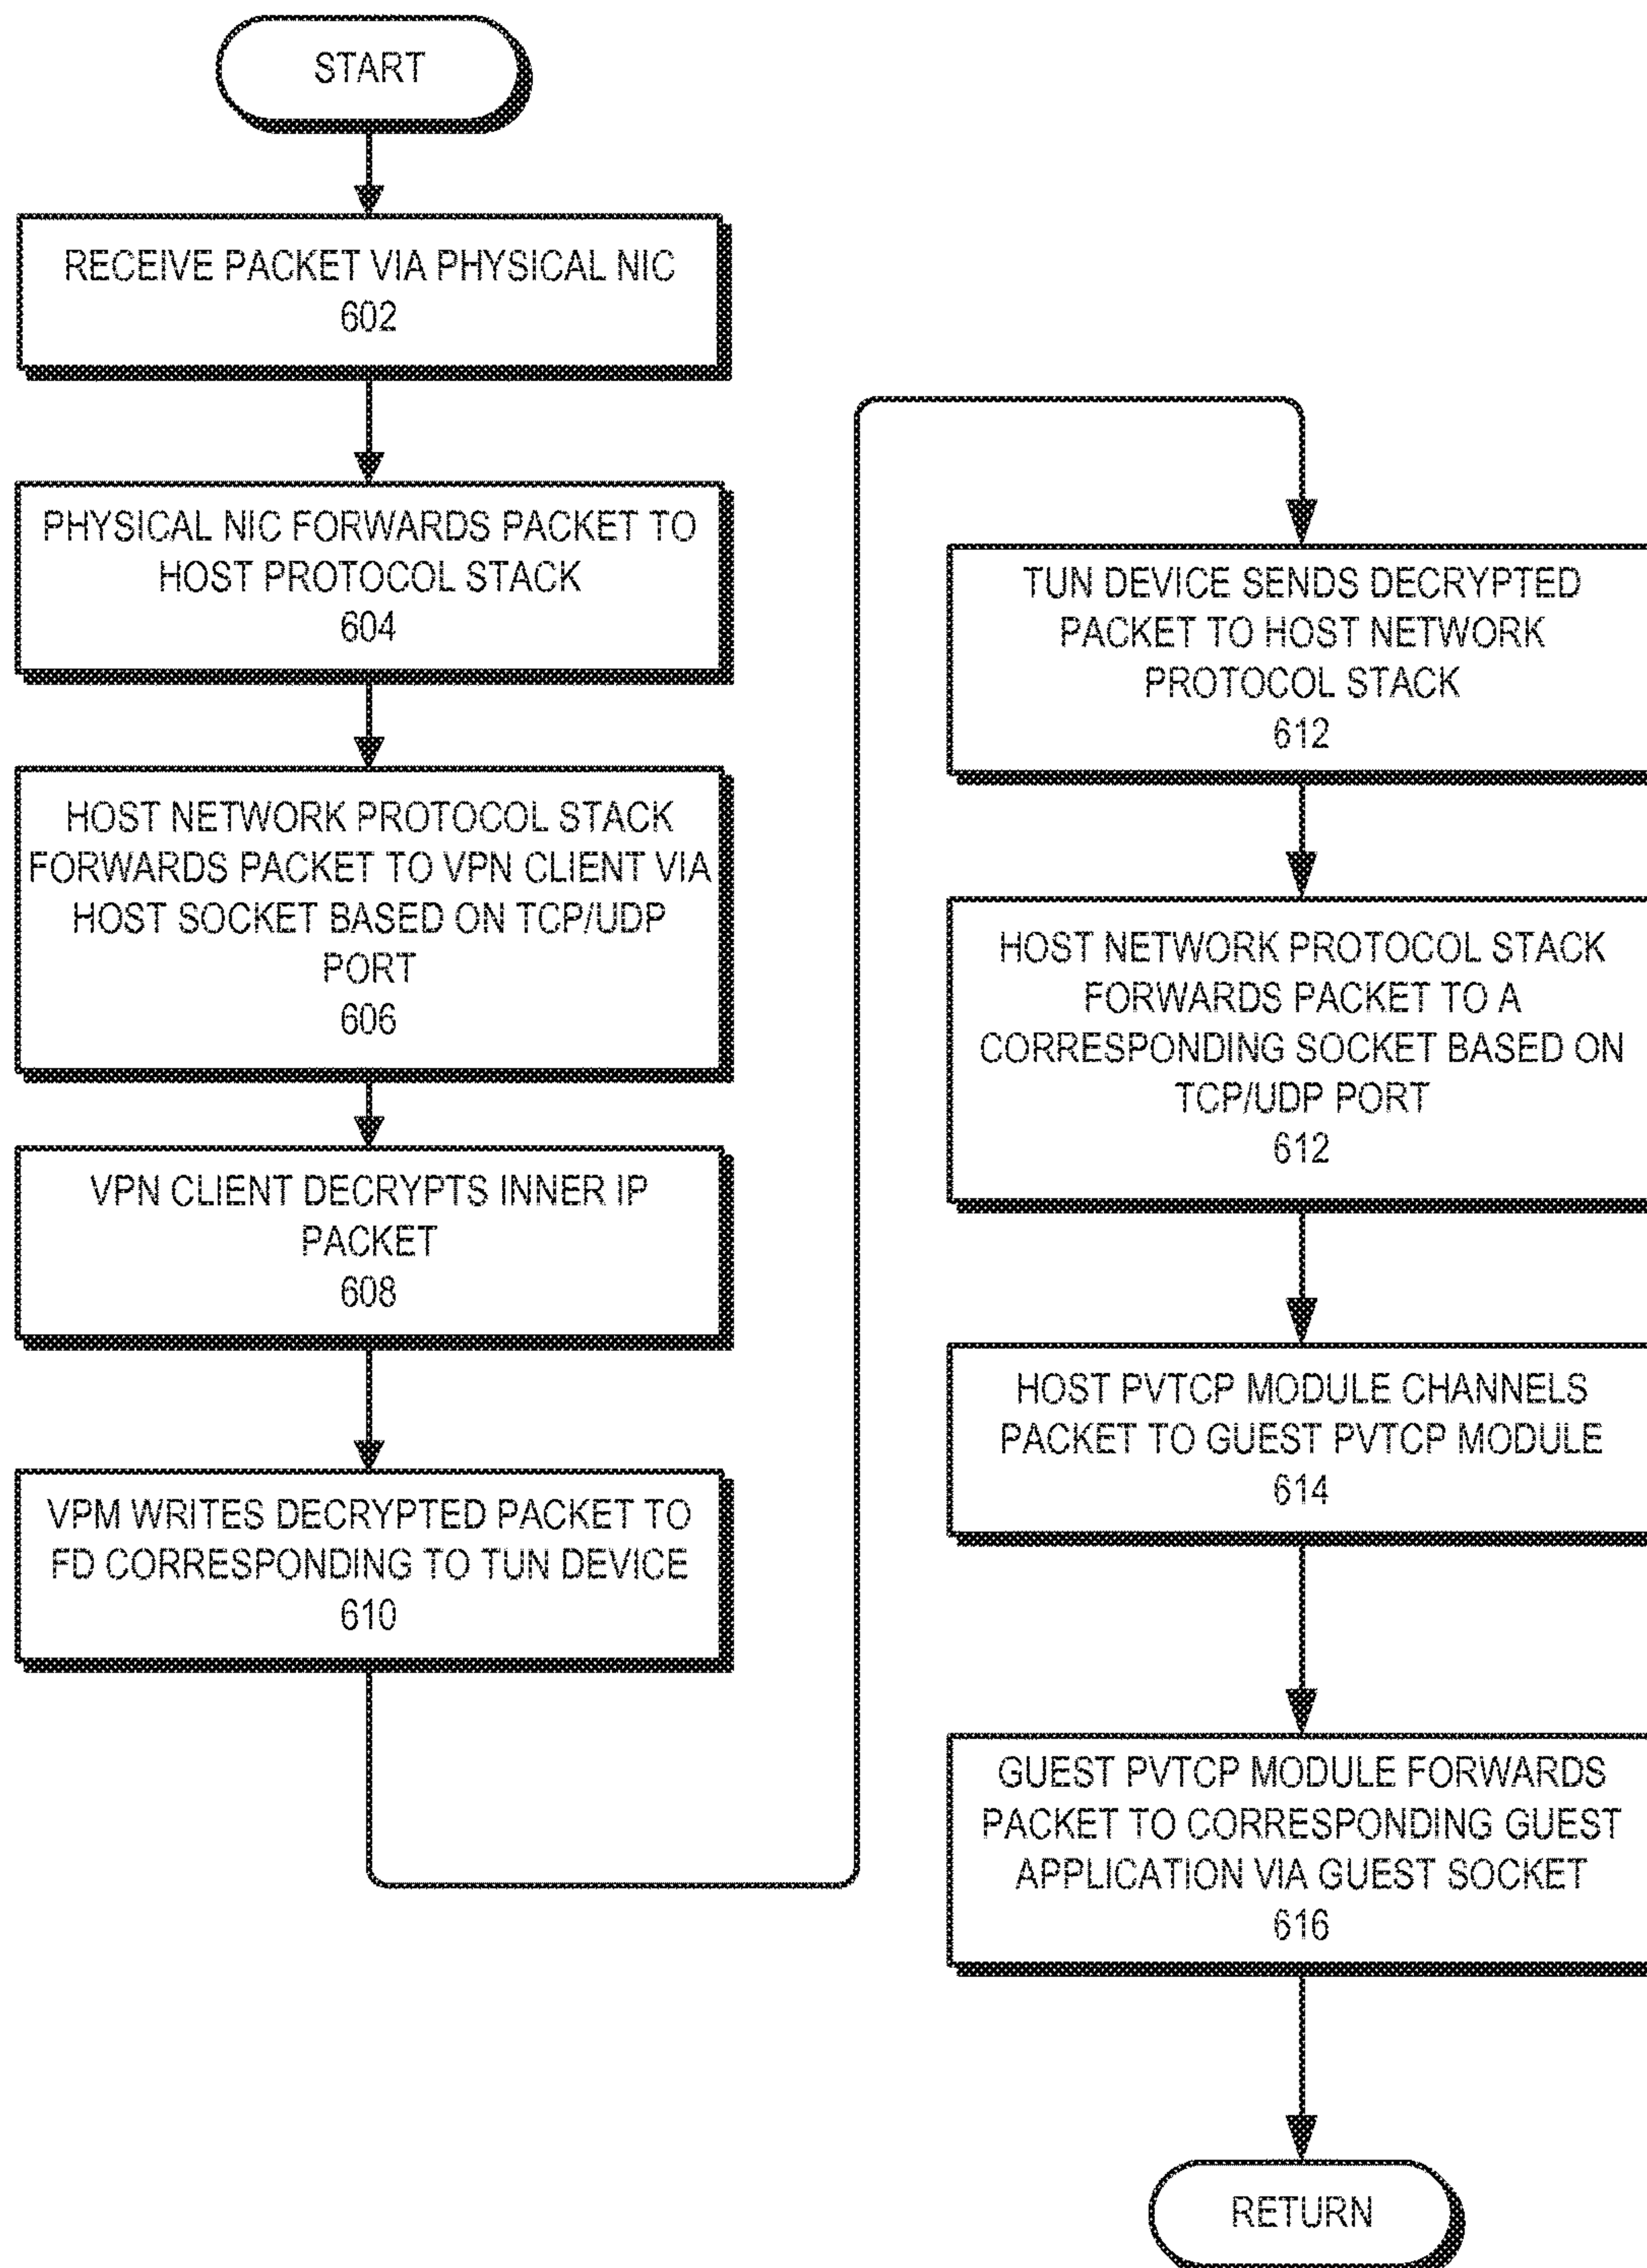 START
RECEIVE PACKET VIA PHYSICAL NIC
602
PHYSICAL NIC FORWARDS PACKET TO
HOST PROTOCOL STACK
604
HOST NETWORK PROTOCOL STACK
FORWARDS PACKET TO VPN CLIENT VIA
HOST SOCKET BASED ON TCP/UDP
PORT
606
VPN CLIENT DECRYPTS INNER IP
PACKET
608
VPM WRITES DECRYPTED PACKET TO
FD CORRESPONDING TO TUN DEVICE
610
TUN DEVICE SENDS DECRYPTED
PACKET TO HOST NETWORK
PROTOCOL STACK
612
HOST NETWORK PROTOCOL STACK
FORWARDS PACKET TO A
CORRESPONDING SOCKET BASED ON
TCP/UDP PORT
612
HOST PVTCP MODULE CHANNELS
PACKET TO GUEST PVTCP MODULE
614
GUEST PVTCP MODULE FORWARDS
PACKET TO CORRESPONDING GUEST
APPLICATION VIA GUEST SOCKET
616
RETURN